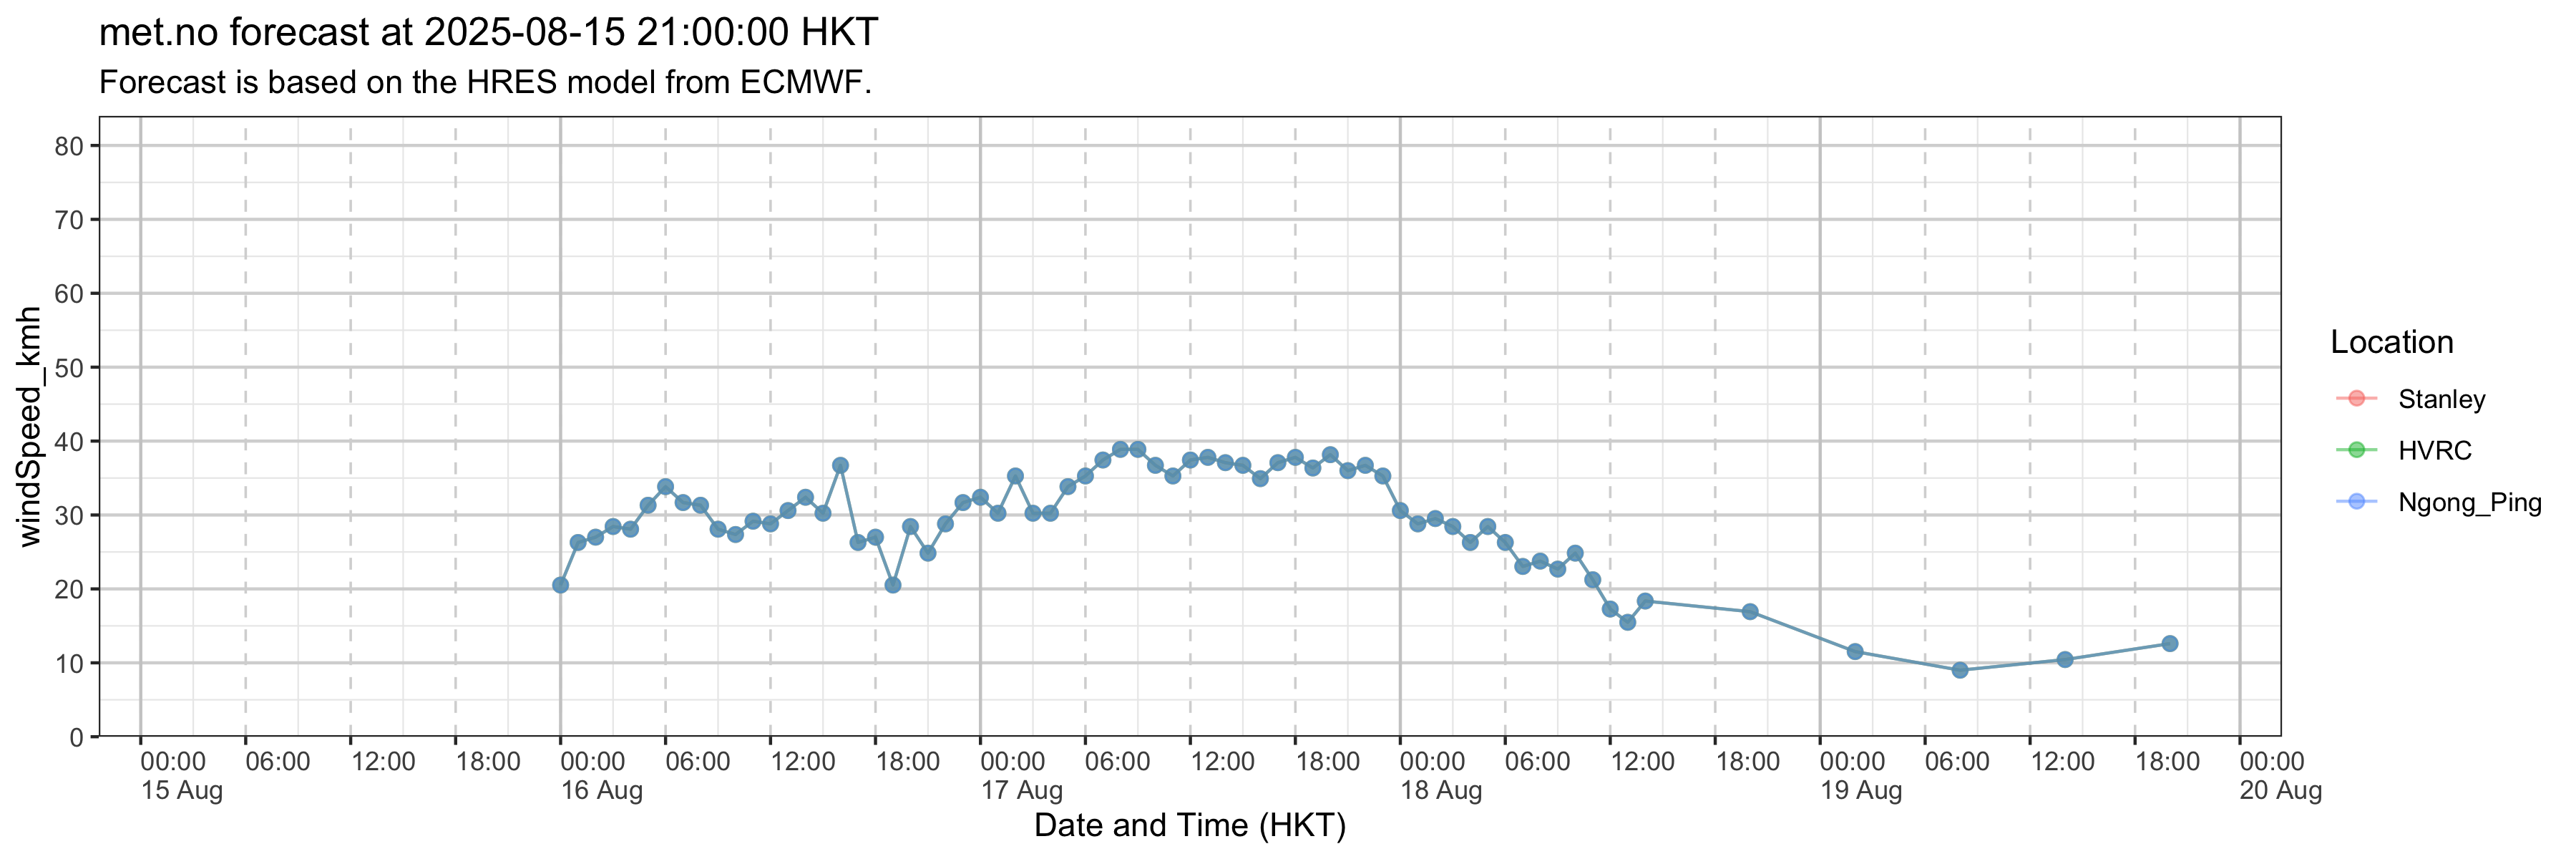 met.no forecast at 2025-08-15 21:00:00 HKT
Forecast is based on the HRES model from ECMWF.
windSpeed_kmh
80
70
60
50
40
30
20
10
0
00:00 06:00 12:00 18:00 00:00 06:00 12:00 18:00 00:00 06:00 12:00 18:00 00:00 06:00 12:00 18:00 00:00 06:00 12:00 18:00 00:00
15 Aug 16 Aug 17 Aug 18 Aug 19 Aug 20 Aug
Date and Time (HKT)
Location
Stanley
HVRC
Ngong_Ping